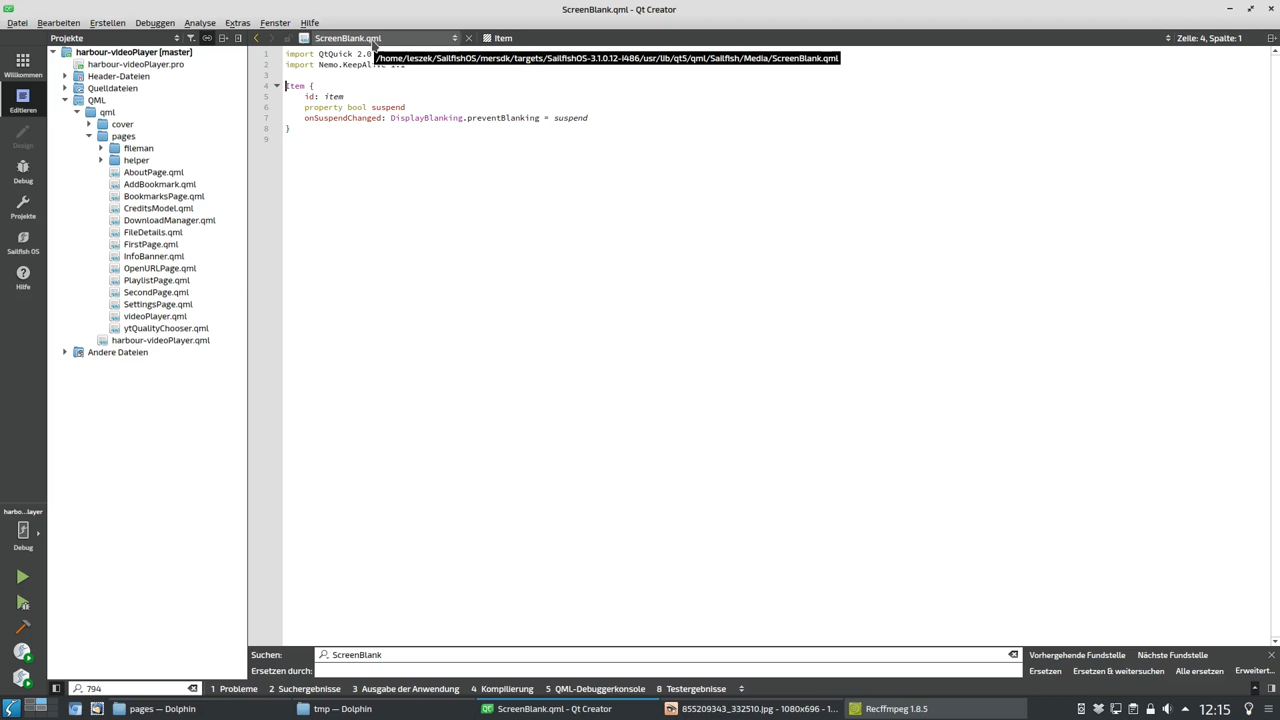 ScreenBlank.qml - Qt Creator
Datei Bearbeiten Erstellen Debuggen Analyse Extras Fenster Hilfe
Projekte
ScreenBlank.qml
Item
Zeile: 4, Spalte: 1
/home/leszek/SailfishOS/mersdk/targets/SailfishOS-3.1.0.12-i486/usr/lib/qt5/qml/Sailfish/Media/ScreenBlank.qml
Willkommen
Editieren
Design
Debug
Projekte
Sailfish OS
Hilfe
harbo...layer
Debug
harbour-videoPlayer [master]
harbour-videoPlayer.pro
Header-Dateien
Quelldateien
QML
qml
cover
pages
fileman
helper
AboutPage.qml
AddBookmark.qml
BookmarksPage.qml
CreditsModel.qml
DownloadManager.qml
FileDetails.qml
FirstPage.qml
InfoBanner.qml
OpenURLPage.qml
PlaylistPage.qml
SecondPage.qml
SettingsPage.qml
videoPlayer.qml
ytQualityChooser.qml
harbour-videoPlayer.qml
Andere Dateien
1 import QtQuick 2.0
2 import Nemo.KeepAlive 1.1
3
4 Item {
5 id: item
6 property bool suspend
7 onSuspendChanged: DisplayBlanking.preventBlanking = suspend
8 }
9
Suchen: ScreenBlank Vorhergehende Fundstelle Nächste Fundstelle
Ersetzen durch: Ersetzen Ersetzen & weitersuchen Alle ersetzen Erweitert...
794 1 Probleme 2 Suchergebnisse 3 Ausgabe der Anwendung 4 Kompilierung 5 QML-Debuggerkonsole 8 Testergebnisse
pages — Dolphin tmp — Dolphin ScreenBlank.qml - Qt Creator 855209343_332510.jpg - 1080x696 - 1... Recffmpeg 1.8.5 12:15